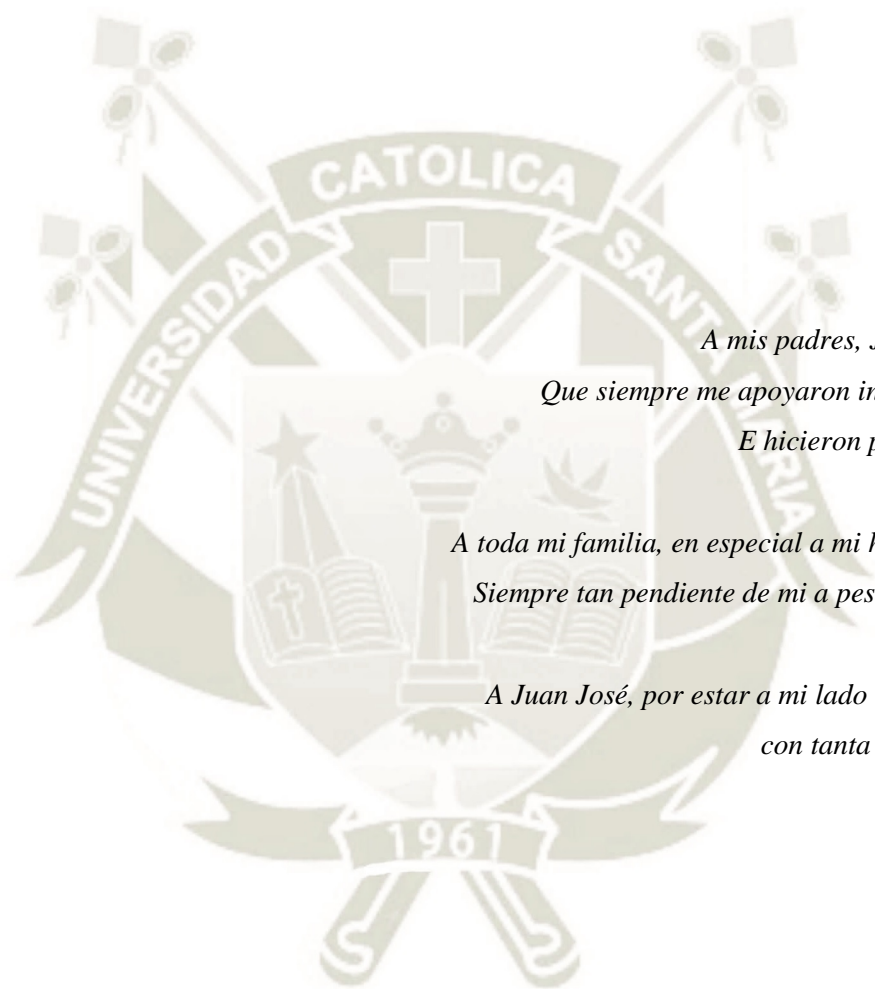 UNIVERSIDAD CATOLICA SANTA MARIA
A mis padres, J
Que siempre me apoyaron in
E hicieron p
A toda mi familia, en especial a mi h
Siempre tan pendiente de mi a pes
A Juan José, por estar a mi lado
con tanta
1961